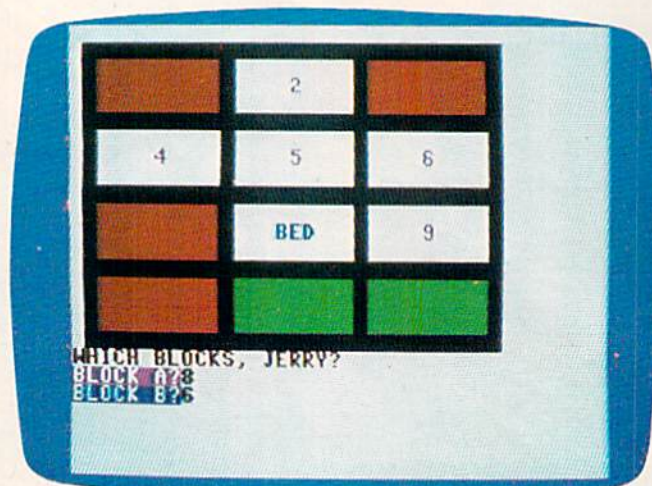 2
4 5 6
BED 9
WHICH BLOCKS, JERRY?
BLOCK A?8
BLOCK B?6